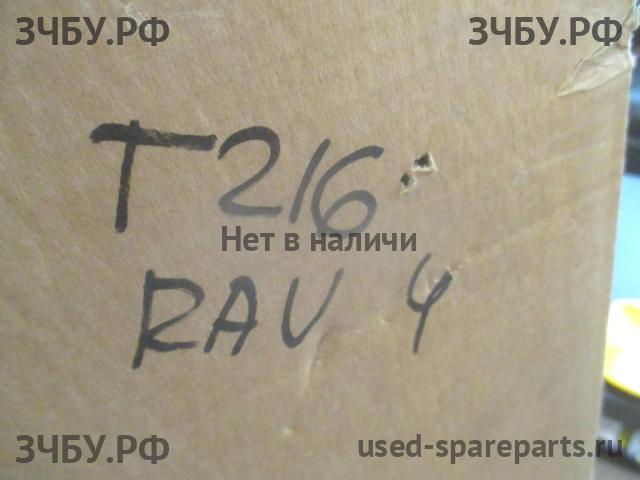 ЗЧБУ.РФ ЗЧБУ.РФ
T216
Нет в наличи
RAV 4
ЗЧБУ.РФ used-spareparts.ru